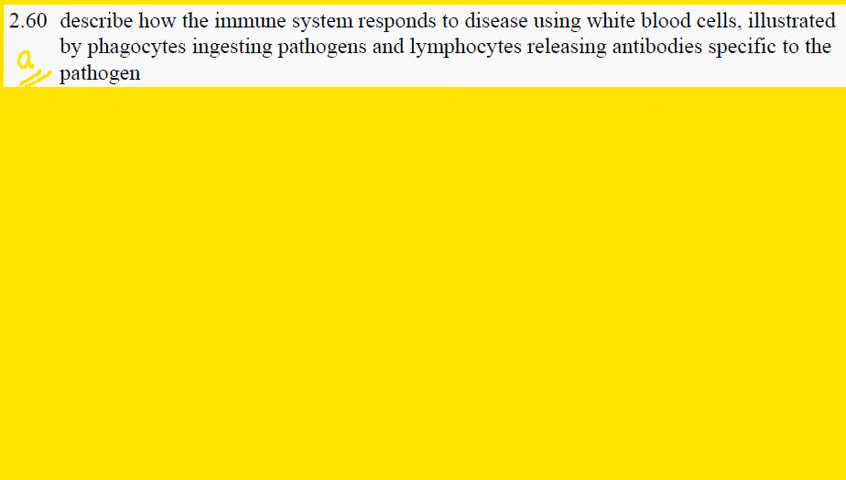 2.60 describe how the immune system responds to disease using white blood cells, illustrated
by phagocytes ingesting pathogens and lymphocytes releasing antibodies specific to the
a pathogen